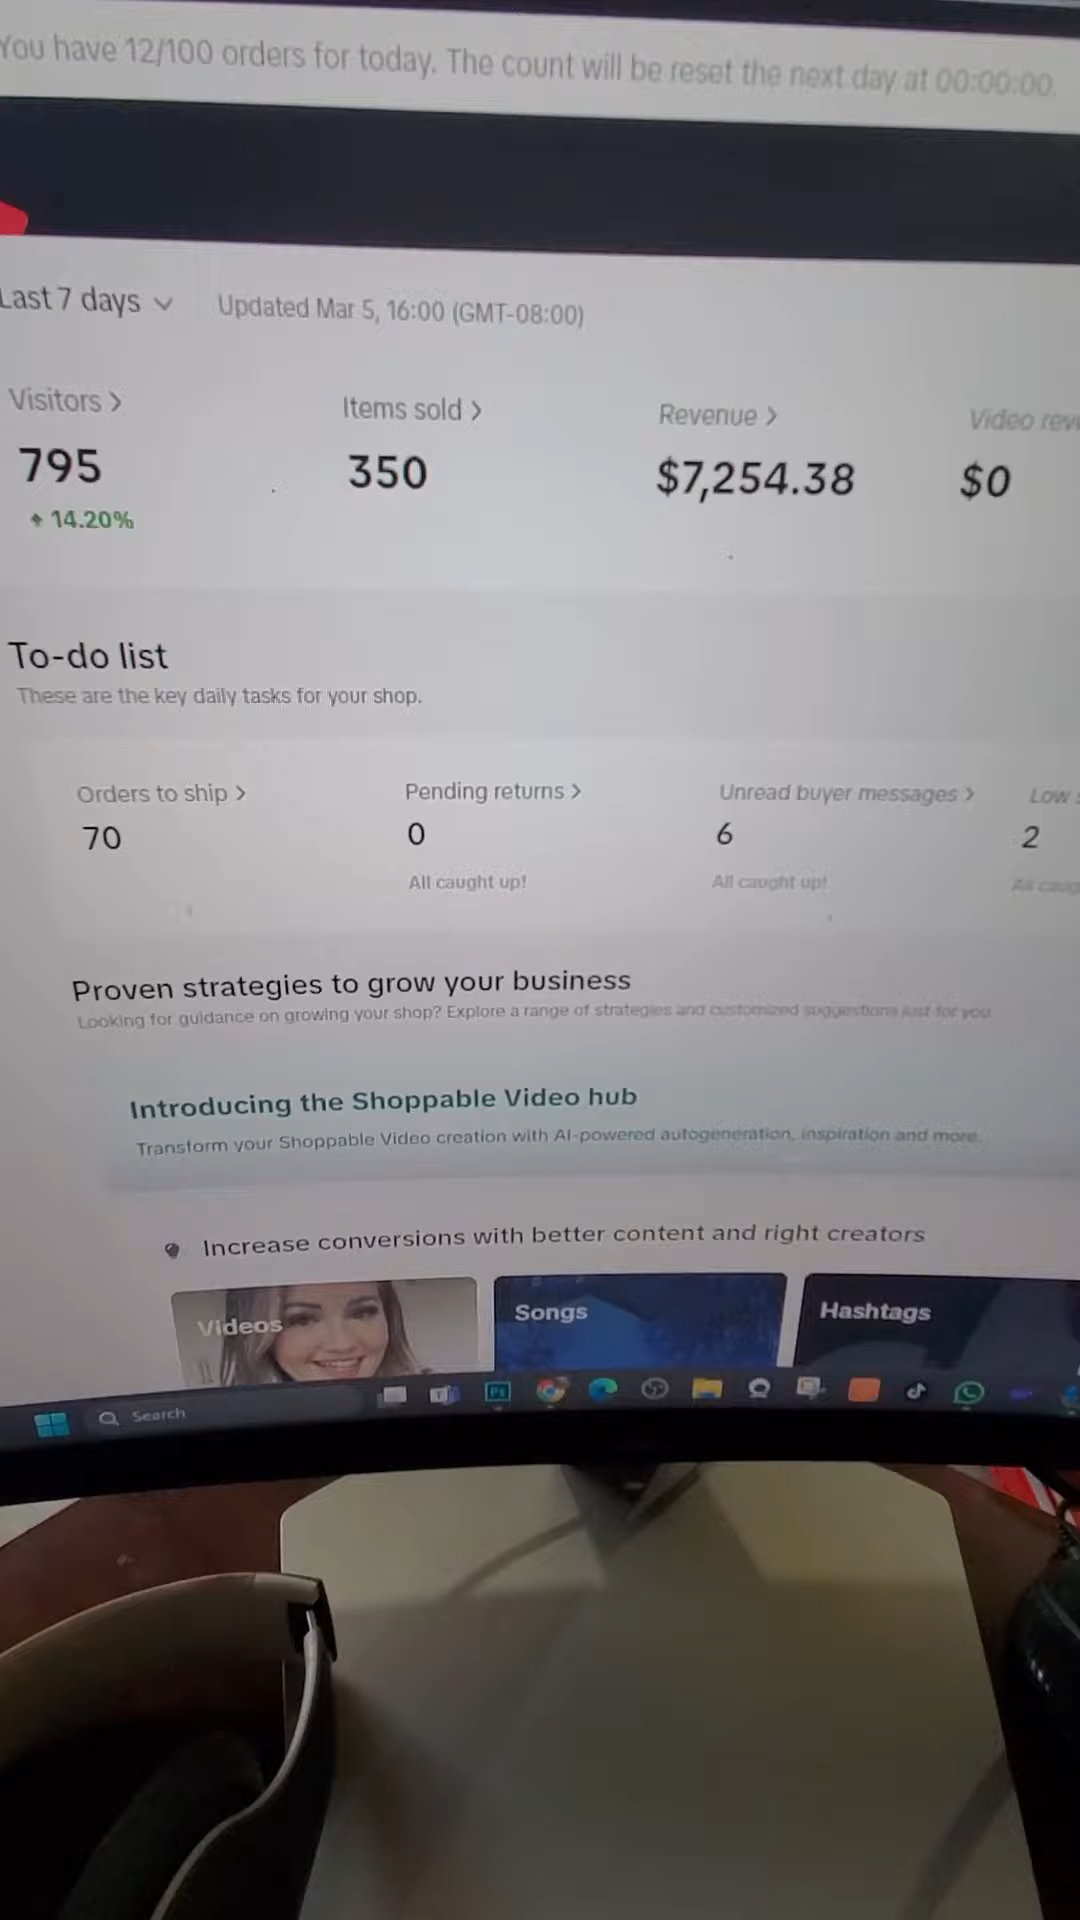 You have 12/100 orders for today. The count will be reset the next day at 00:00:00.
Last 7 days
Updated Mar 5, 16:00 (GMT-08:00)
Visitors >
Items sold >
Revenue >
Video rev
795
350
$7,254.38
$0
14.20%
To-do list
These are the key daily tasks for your shop.
Orders to ship >
Pending returns >
Unread buyer messages >
Low s
70
0
6
2
All caught up!
All caught up!
All caug
Proven strategies to grow your business
Looking for guidance on growing your shop? Explore a range of strategies and customized suggestions just for you
Introducing the Shoppable Video hub
Transform your Shoppable Video creation with AI-powered autogeneration, inspiration and more.
Increase conversions with better content and right creators
Videos
Songs
Hashtags
Search
Ps